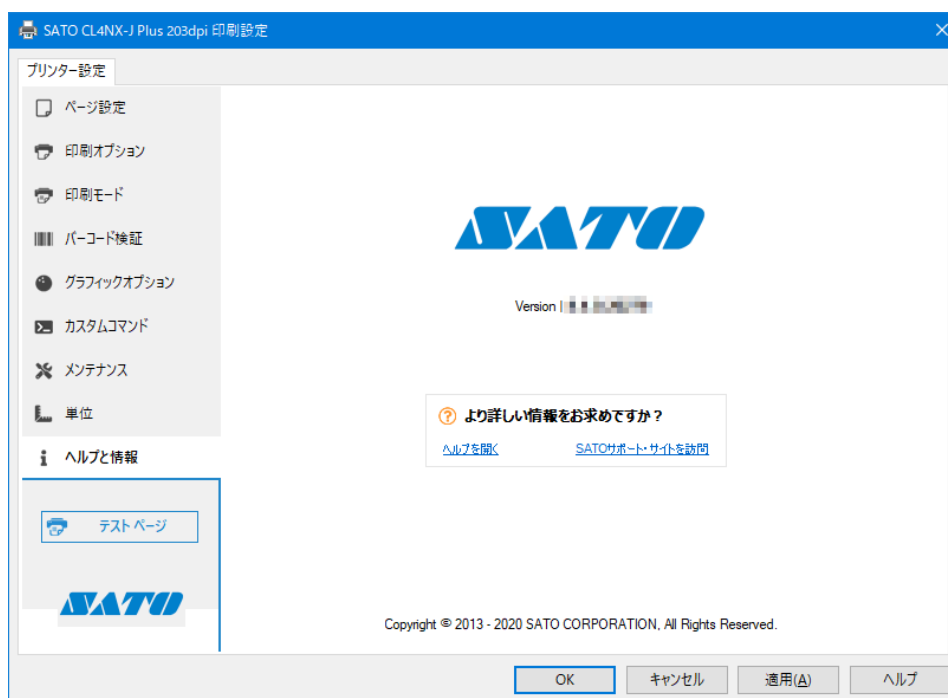 SATO CL4NX-J Plus 203dpi 印刷設定
プリンター設定
ページ設定
印刷オプション
印刷モード
バーコード検証
グラフィックオプション
カスタムコマンド
メンテナンス
単位
ヘルプと情報
テスト ページ
SATO
SATO
Version
より詳しい情報をお求めですか？
ヘルプを開く SATOサポート・サイトを訪問
Copyright © 2013 - 2020 SATO CORPORATION, All Rights Reserved.
OK キャンセル 適用(A) ヘルプ